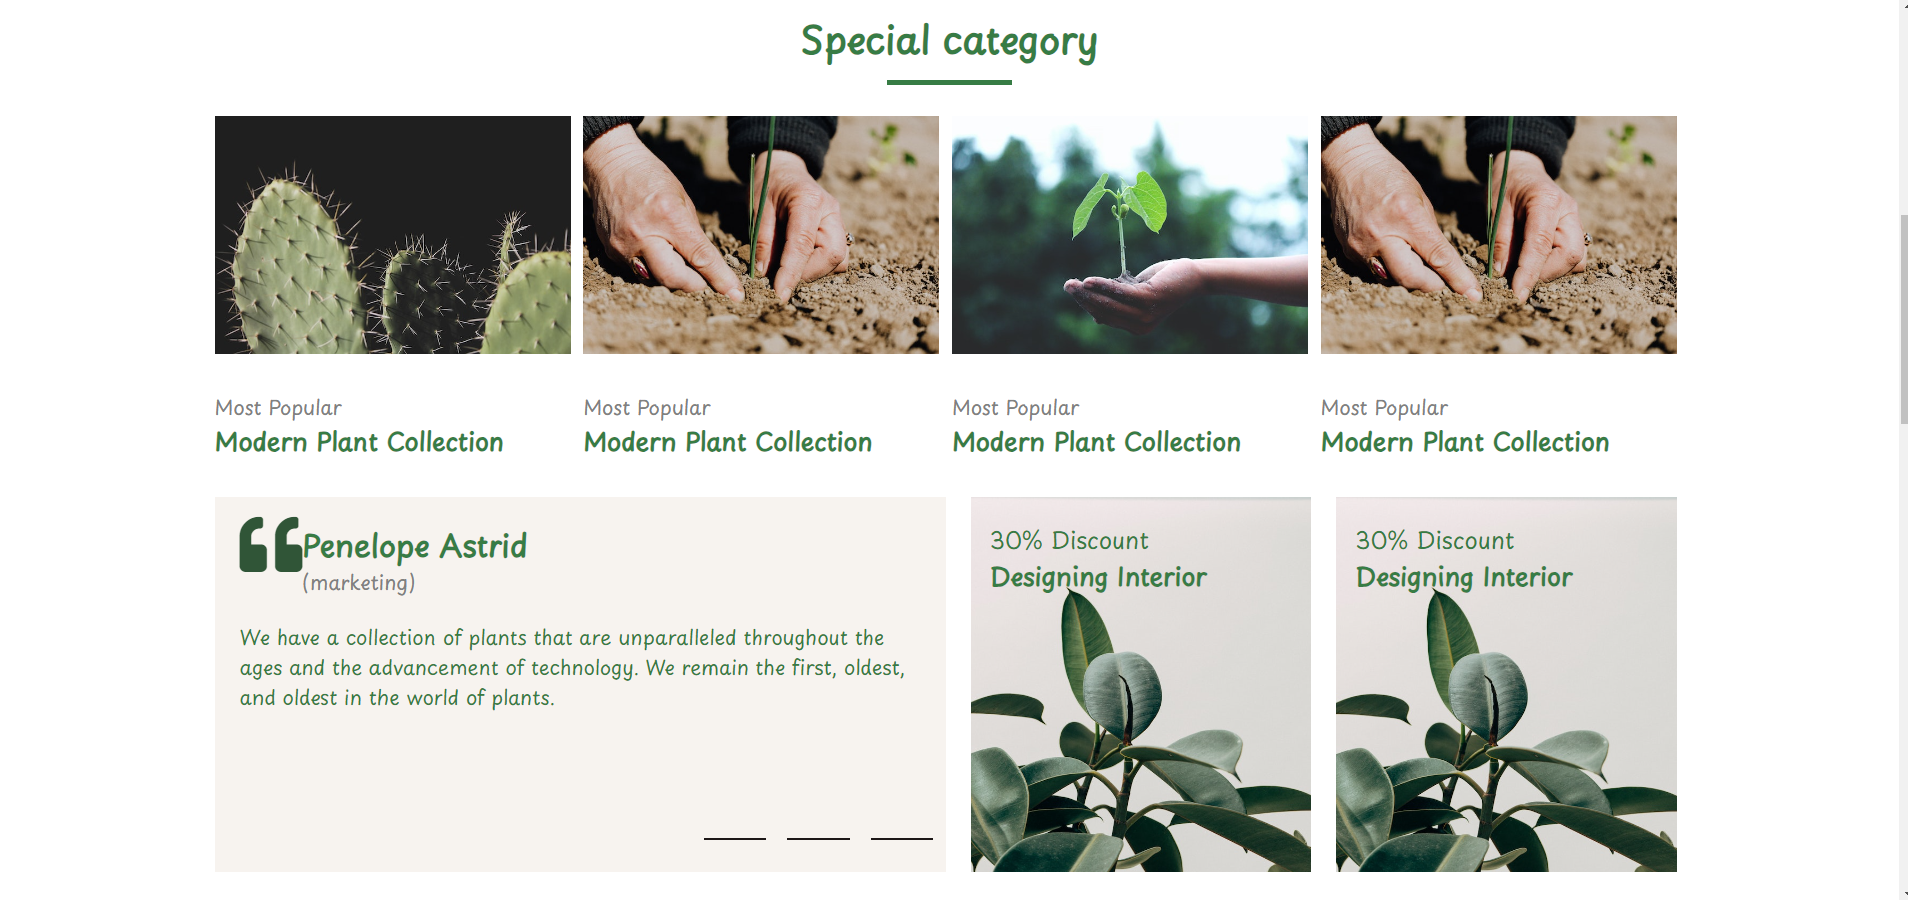 Special category
Most Popular
Modern Plant Collection
Most Popular
Modern Plant Collection
Most Popular
Modern Plant Collection
Most Popular
Modern Plant Collection
Penelope Astrid
(marketing)
We have a collection of plants that are unparalleled throughout the
ages and the advancement of technology. We remain the first, oldest,
and oldest in the world of plants.
30% Discount
Designing Interior
30% Discount
Designing Interior